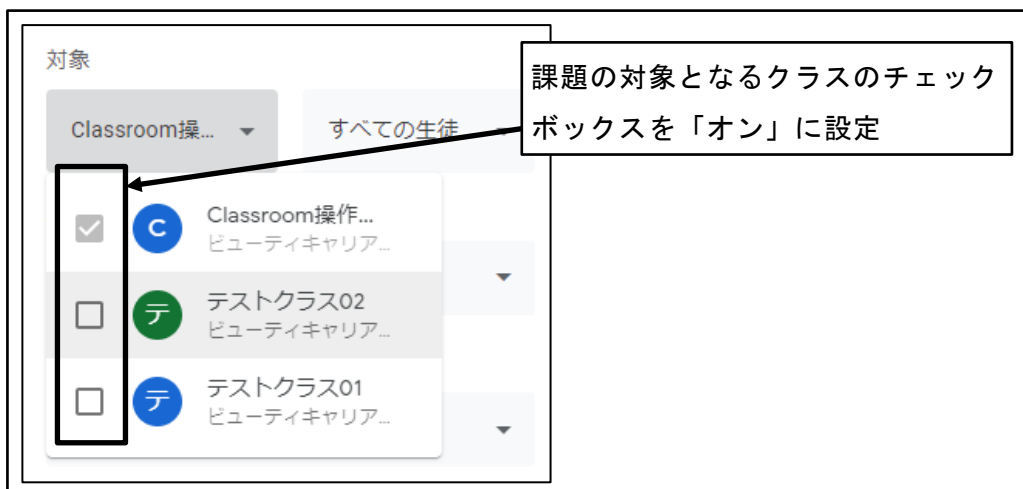 対象
Classroom操...
すべての生徒
課題の対象となるクラスのチェック
ボックスを「オン」に設定
C
Classroom操作...
ビューティキャリア...
テ
テストクラス02
ビューティキャリア...
テ
テストクラス01
ビューティキャリア...